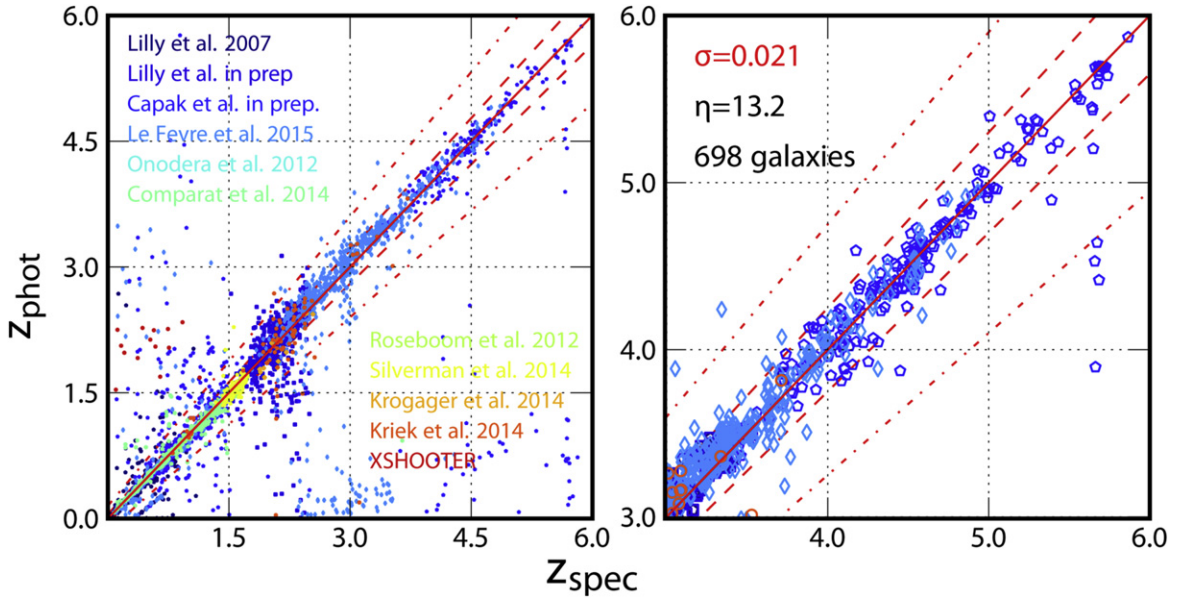 6.0
4.5
3.0
1.5
0.0
Zphot
Lilly et al. 2007
Lilly et al. in prep
Capak et al. in prep.
Le Fevre et al. 2015
Onodera et al. 2012
Comparat et al. 2014
Roseboom et al. 2012
Silverman et al. 2014
Krogager et al. 2014
Kriek et al. 2014
XSHOOTER
1.5 3.0 4.5 6.0
6.0
5.0
4.0
3.0
σ=0.021
η=13.2
698 galaxies
4.0 5.0 6.0
Zspec